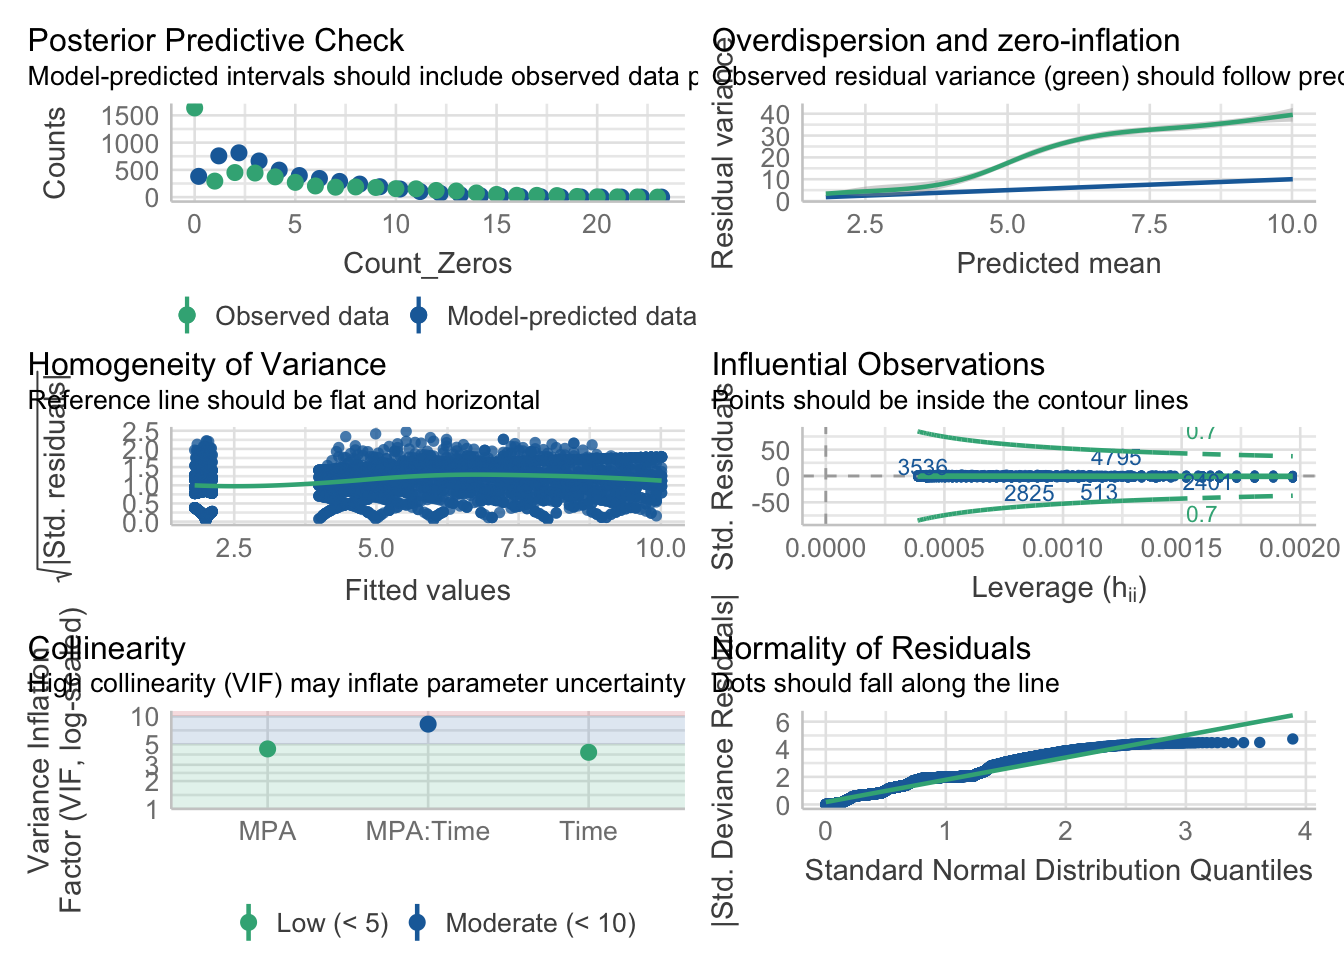 Posterior Predictive Check
Model-predicted intervals should include observed data p
Counts
1500
1000
500
0
0 5 10 15 20
Count_Zeros
Observed data Model-predicted data
Overdispersion and zero-inflation
Observed residual variance (green) should follow pred
Residual variance
40
30
20
10
0
2.5 5.0 7.5 10.0
Predicted mean
Homogeneity of Variance
Reference line should be flat and horizontal
√|Std. residuals|
2.5
2.0
1.5
1.0
0.5
0.0
2.5 5.0 7.5 10.0
Fitted values
Influential Observations
Points should be inside the contour lines
Std. Residuals
50
0
-50
0.7
4795
3536
2401
2825 513
0.7
0.0000 0.0005 0.0010 0.0015 0.0020
Leverage (hᵢᵢ)
Collinearity
High collinearity (VIF) may inflate parameter uncertainty
Variance Inflation
Factor (VIF, log-scaled)
10
5
3
2
1
MPA MPA:Time Time
Low (< 5) Moderate (< 10)
Normality of Residuals
Dots should fall along the line
|Std. Deviance Residuals|
6
4
2
0
0 1 2 3 4
Standard Normal Distribution Quantiles